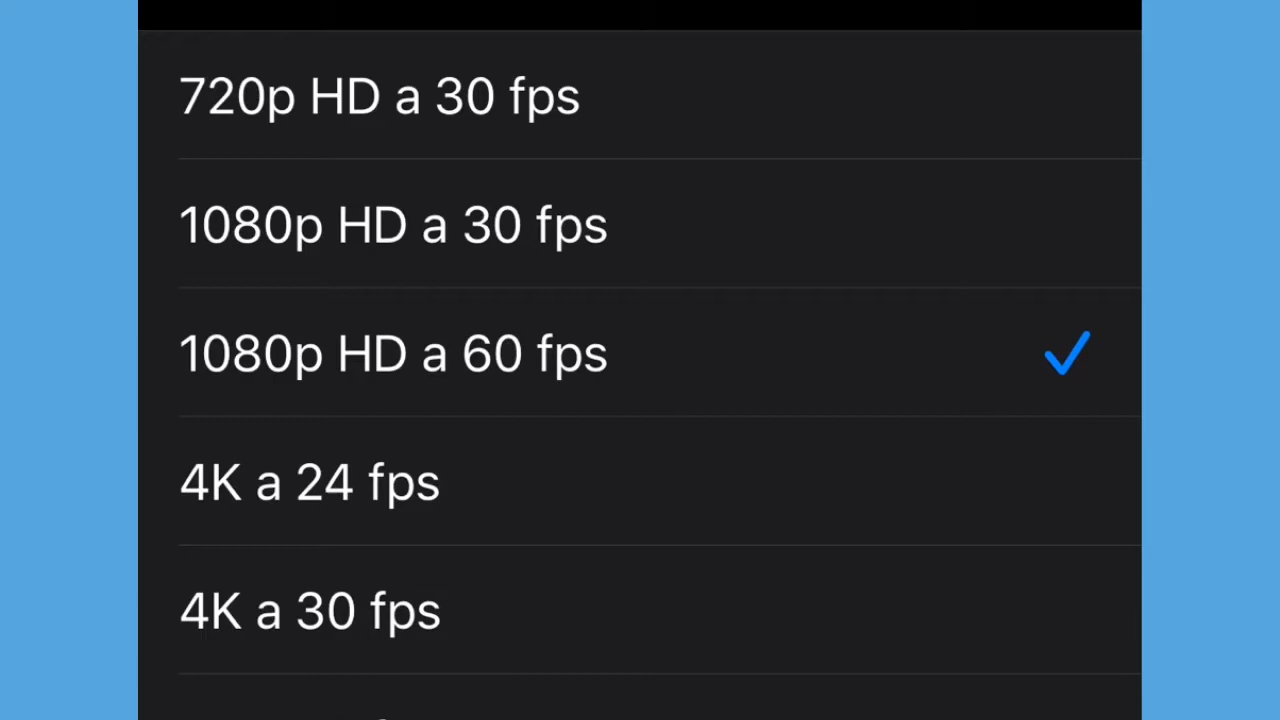 720p HD a 30 fps
1080p HD a 30 fps
1080p HD a 60 fps
4K a 24 fps
4K a 30 fps